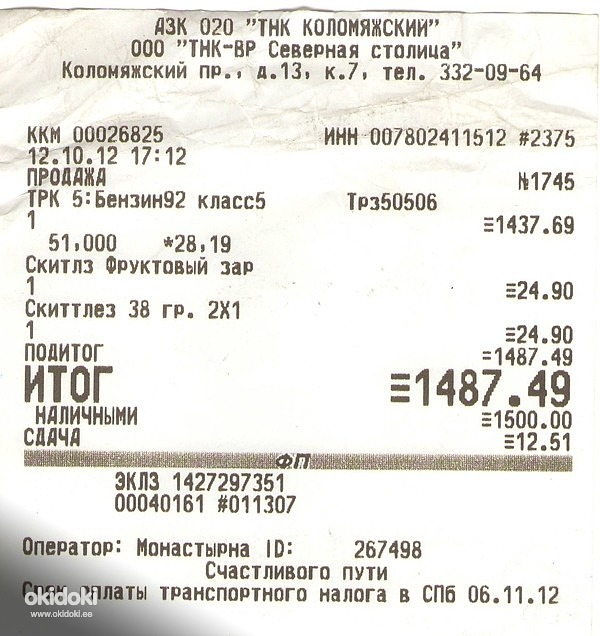 АЗК 020 "ТНК КОЛОМЯЖСКИЙ"
ООО "ТНК-ВР Северная столица"
Коломяжский пр., д.13, к.7, тел. 332-09-64
ККМ 00026825 ИНН 007802411512 #2375
12.10.12 17:12
ПРОДАЖА №1745
ТРК 5:Бензин92 класс5 Трз50506
1 ≡1437.69
51,000 *28,19
Скитлз Фруктовый зар
1 ≡24.90
Скиттлез 38 гр. 2Х1
1 ≡24.90
ПОДИТОГ =1487.49
ИТОГ ≡1487.49
НАЛИЧНЫМИ ≡1500.00
СДАЧА ≡12.51
ФП
ЭКЛЗ 1427297351
00040161 #011307
Оператор: Монастырна ID: 267498
Счастливого пути
Срок оплаты транспортного налога в СПб 06.11.12
okidoki
www.okidoki.ee